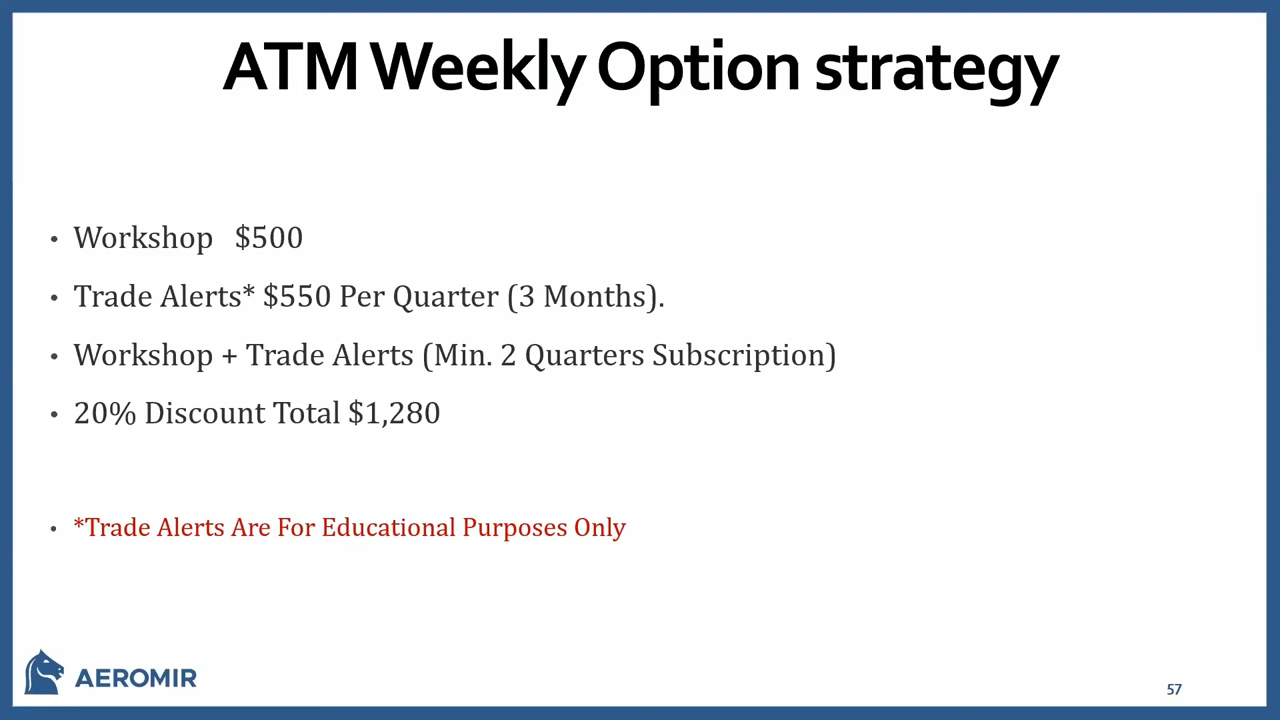 ATM Weekly Option strategy
• Workshop $500
• Trade Alerts* $550 Per Quarter (3 Months).
• Workshop + Trade Alerts (Min. 2 Quarters Subscription)
• 20% Discount Total $1,280
• *Trade Alerts Are For Educational Purposes Only
AEROMIR
57